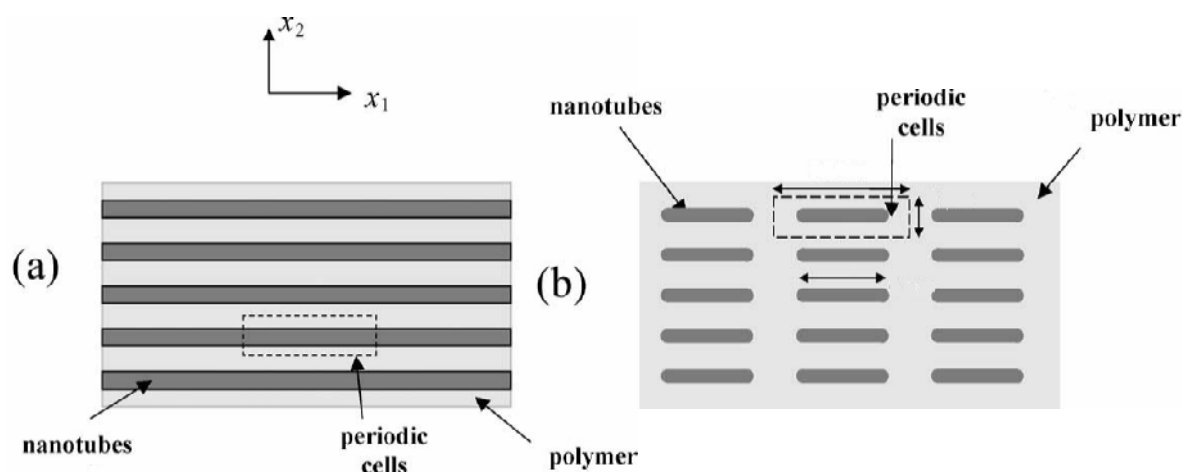 x₂
x₁
(a)
nanotubes
periodic
cells
polymer
(b)
nanotubes
periodic
cells
polymer